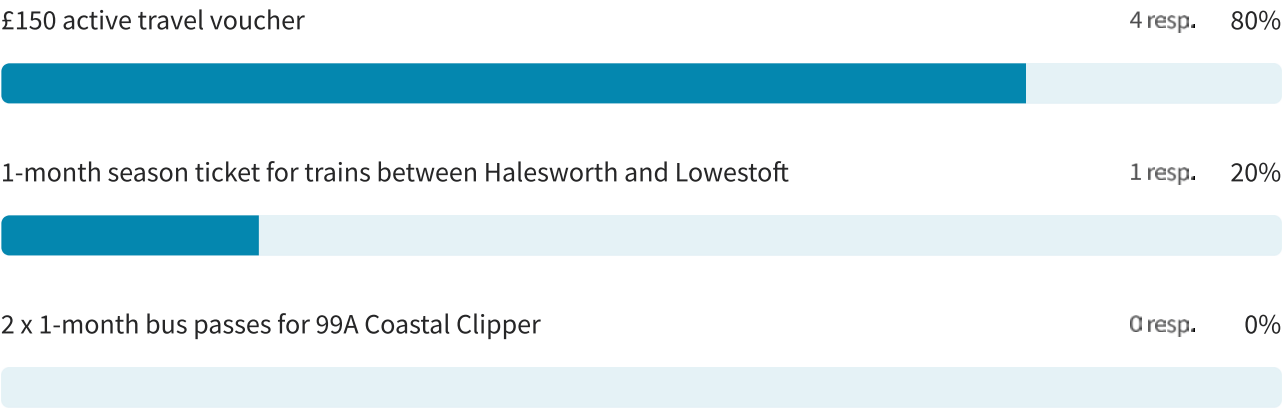 £150 active travel voucher 4 resp. 80%
1-month season ticket for trains between Halesworth and Lowestoft 1 resp. 20%
2 x 1-month bus passes for 99A Coastal Clipper 0 resp. 0%